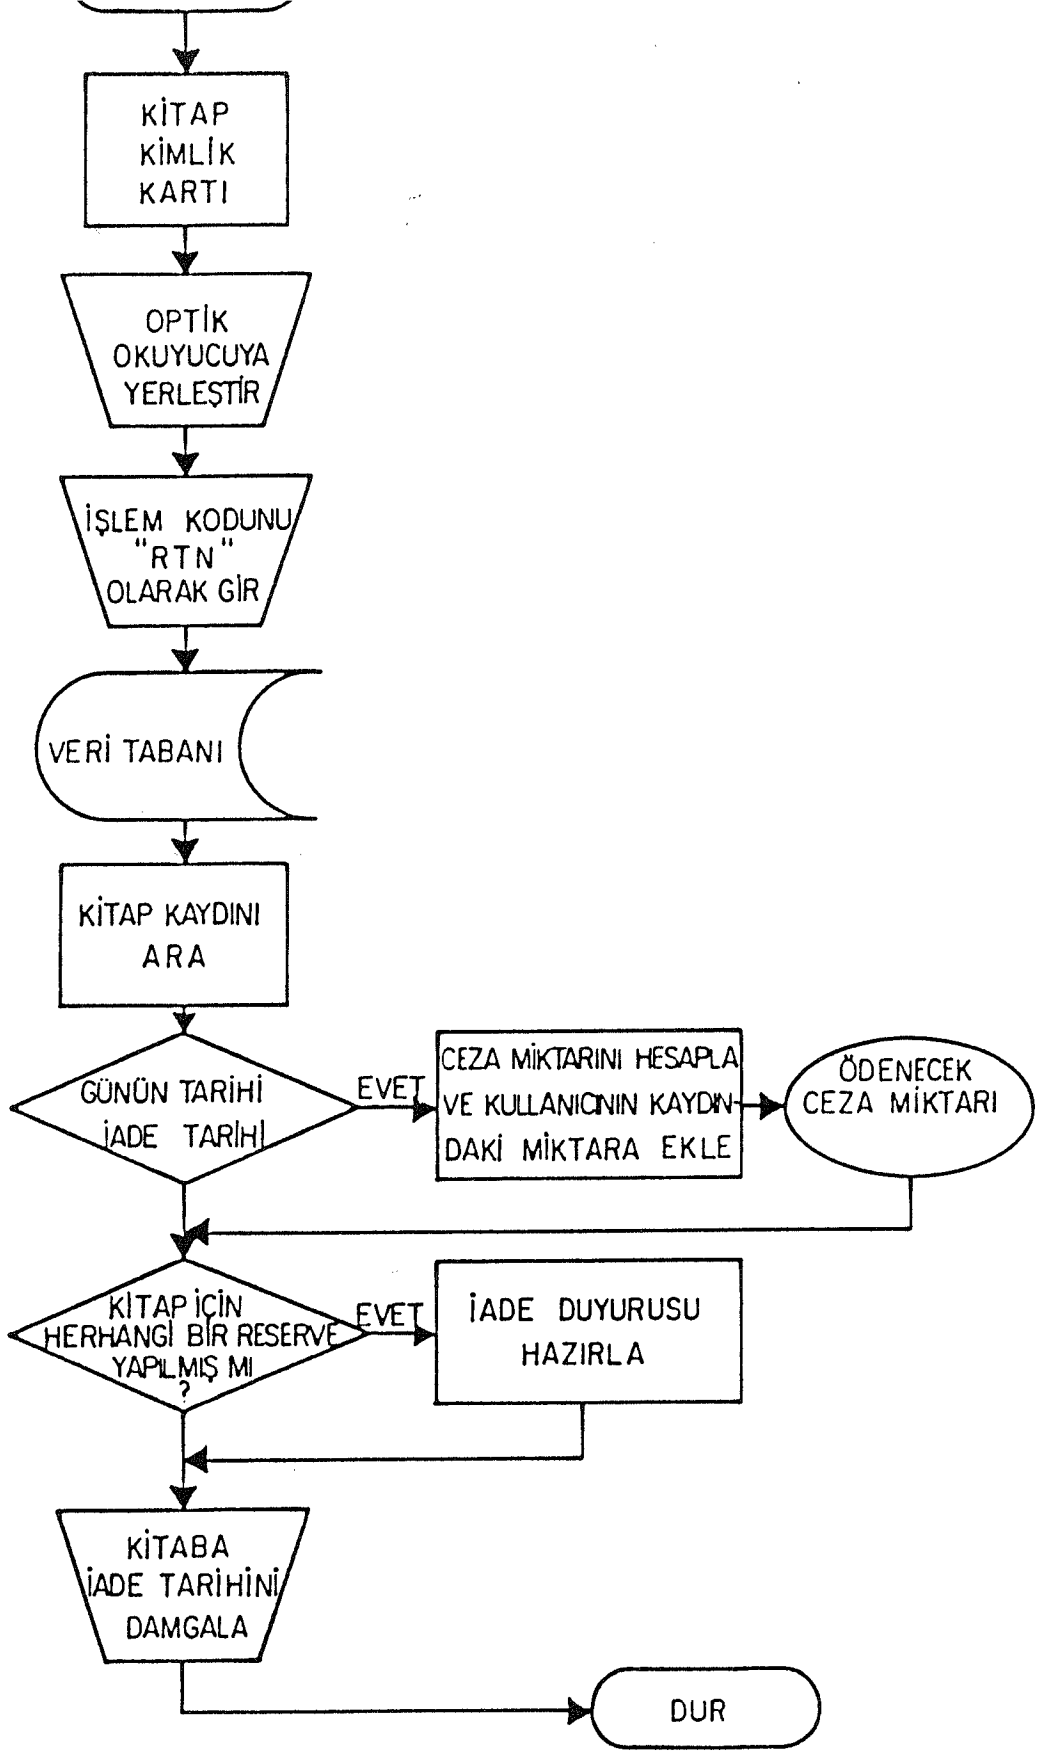 KİTAP
KİMLİK
KARTI
OPTİK
OKUYUCUYA
YERLEŞTİR
İŞLEM KODUNU
"RTN"
OLARAK GİR
VERİ TABANI
KİTAP KAYDINI
ARA
GÜNÜN TARİHİ
İADE TARİHİ
EVET
CEZA MİKTARINI HESAPLA
VE KULLANICININ KAYDIN-
DAKİ MİKTARA EKLE
ÖDENECEK
CEZA MİKTARI
KİTAP İÇİN
HERHANGİ BİR RESERVE
YAPILMIŞ MI
?
EVET
İADE DUYURUSU
HAZIRLA
KİTABA
İADE TARİHİNİ
DAMGALA
DUR